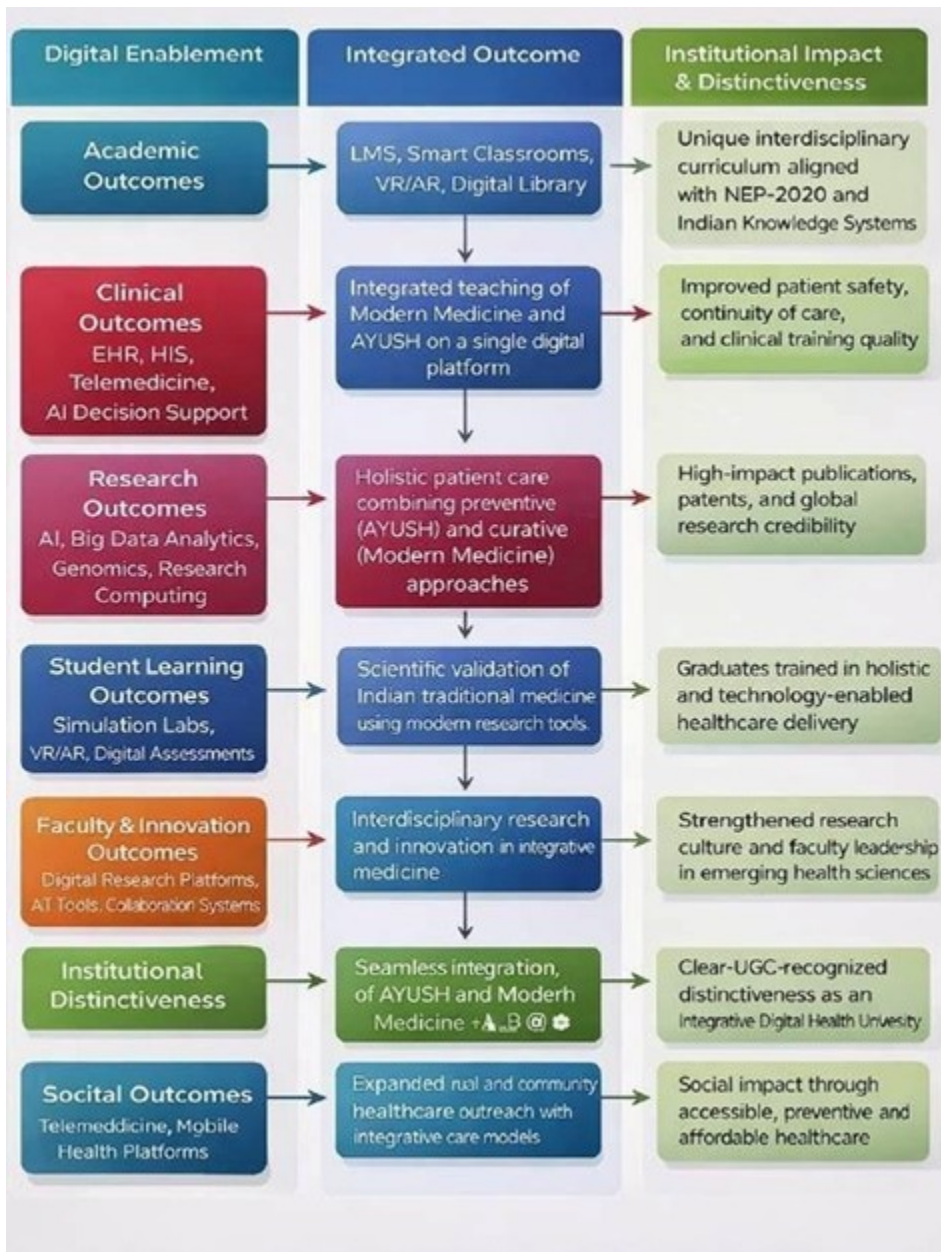 Digital Enablement
Integrated Outcome
Institutional Impact
& Distinctiveness
Academic
Outcomes
LMS, Smart Classrooms,
VR/AR, Digital Library
Unique interdisciplinary
curriculum aligned
with NEP-2020 and
Indian Knowledge Systems
Clinical
Outcomes
EHR, HIS,
Telemedicine,
AI Decision Support
Integrated teaching of
Modern Medicine and
AYUSH on a single digital
platform
Improved patient safety,
continuity of care,
and clinical training quality
Research
Outcomes
AI, Big Data Analytics,
Genomics, Research
Computing
Holistic patient care
combining preventive
(AYUSH) and curative
(Modern Medicine)
approaches
High-impact publications,
patents, and global
research credibility
Student Learning
Outcomes
Simulation Labs,
VR/AR, Digital Assessments
Scientific validation of
Indian traditional medicine
using modern research tools.
Graduates trained in holistic
and technology-enabled
healthcare delivery
Faculty & Innovation
Outcomes
Digital Research Platforms,
AT Tools, Collaboration Systems
Interdisciplinary research
and innovation in integrative
medicine
Strengthened research
culture and faculty leadership
in emerging health sciences
Institutional
Distinctiveness
Seamless integration,
of AYUSH and Modern
Medicine
Clear-UGC-recognized
distinctiveness as an
Integrative Digital Health Univesity
Socital Outcomes
Telemeddicine, Mobile
Health Platforms
Expanded rual and community
healthcare outreach with
integrative care models
Social impact through
accessible, preventive and
affordable healthcare